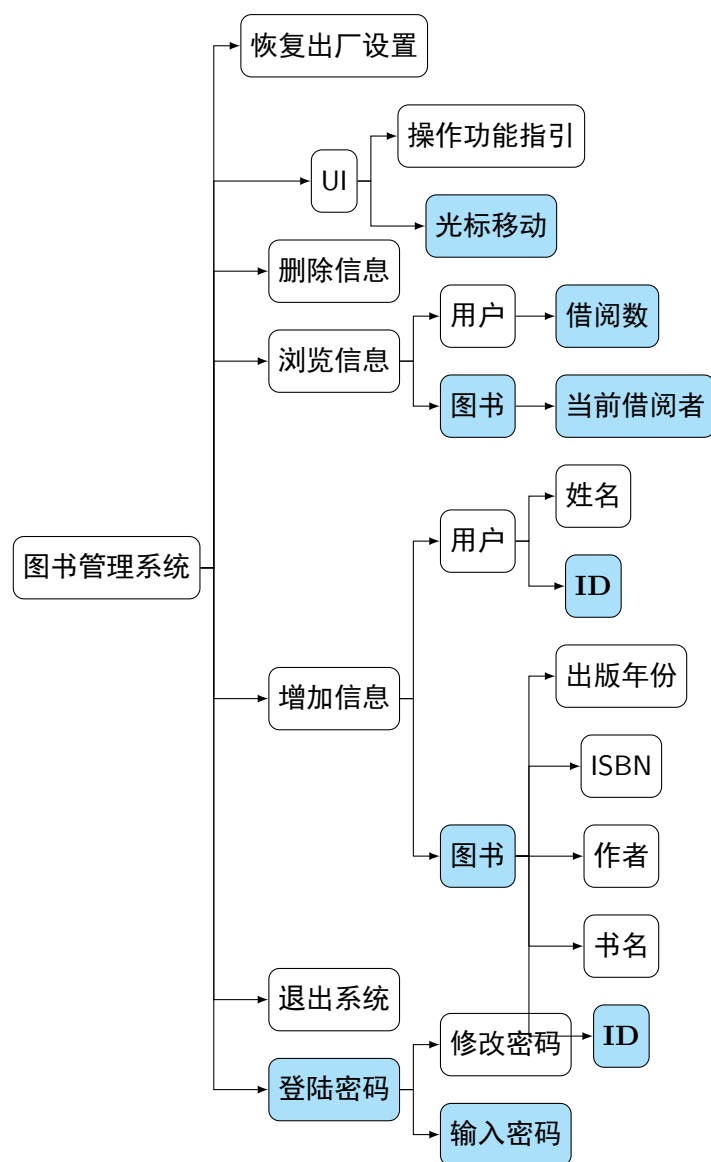 恢复出厂设置
操作功能指引
UI
光标移动
删除信息
用户
借阅数
浏览信息
图书
当前借阅者
姓名
用户
图书管理系统
ID
出版年份
增加信息
ISBN
图书
作者
书名
退出系统
修改密码
ID
登陆密码
输入密码